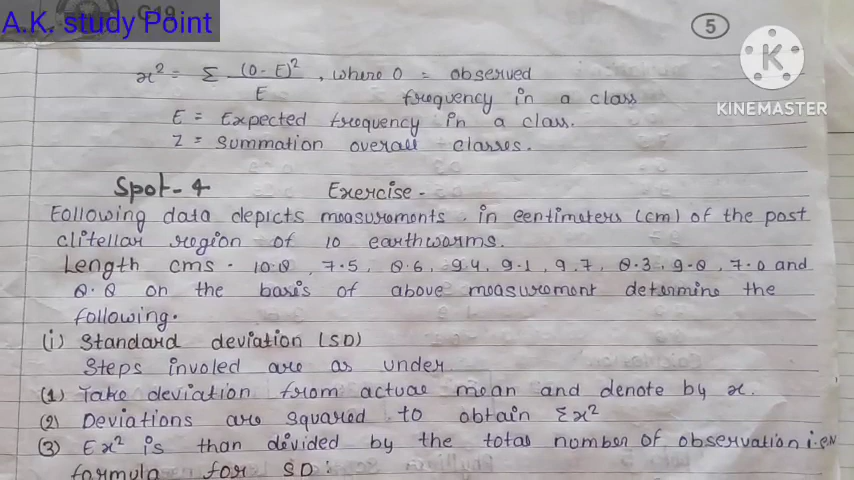 A.K. study Point
5
KINEMASTER
x² = Σ (O - E)² / E , where O = observed
frequency in a class
E = Expected frequency in a class.
Σ = summation overall classes.
Spot-4 Exercise -
Following data depicts measurements in centimeters (cm) of the post
clitellar region of 10 earthworms.
Length cms - 10.8 , 7.5 , 8.6 , 9.4 , 9.1 , 9.7 , 8.3 , 9.8 , 7.0 and
8.8 on the basis of above measurement determine the
following.
(i) Standard deviation (SD)
Steps involed are as under
(1) Take deviation from actual mean and denote by x.
(2) Deviations are squared to obtain Σx²
(3) Ex² is than devided by the total nomber of observation i.e.N
formula for SD :